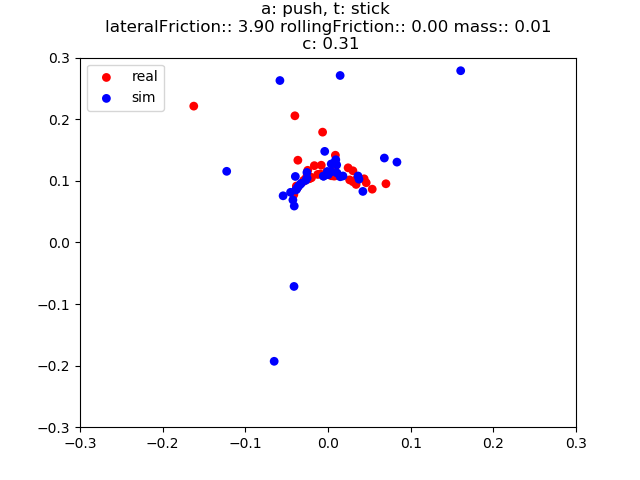 a: push, t: stick
lateralFriction:: 3.90 rollingFriction:: 0.00 mass:: 0.01
c: 0.31
real
sim
0.3
0.2
0.1
0.0
−0.1
−0.2
−0.3
−0.3
−0.2
−0.1
0.0
0.1
0.2
0.3